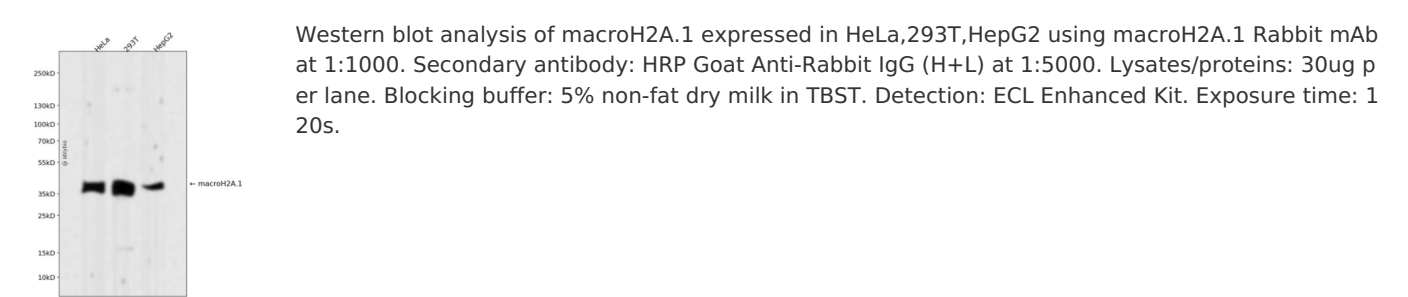 HeLa
293T
HepG2
250kD
130kD
100kD
70kD
55kD
35kD
25kD
15kD
10kD
← macroH2A.1
Western blot analysis of macroH2A.1 expressed in HeLa,293T,HepG2 using macroH2A.1 Rabbit mAb
at 1:1000. Secondary antibody: HRP Goat Anti-Rabbit IgG (H+L) at 1:5000. Lysates/proteins: 30ug p
er lane. Blocking buffer: 5% non-fat dry milk in TBST. Detection: ECL Enhanced Kit. Exposure time: 1
20s.